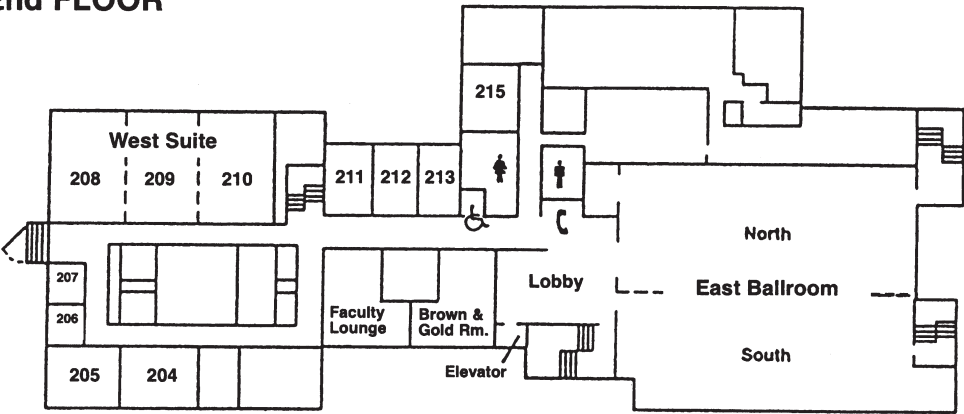 2nd FLOOR
215
West Suite
208
209
210
211
212
213
North
207
Lobby
East Ballroom
206
Faculty
Lounge
Brown &
Gold Rm.
South
205
204
Elevator